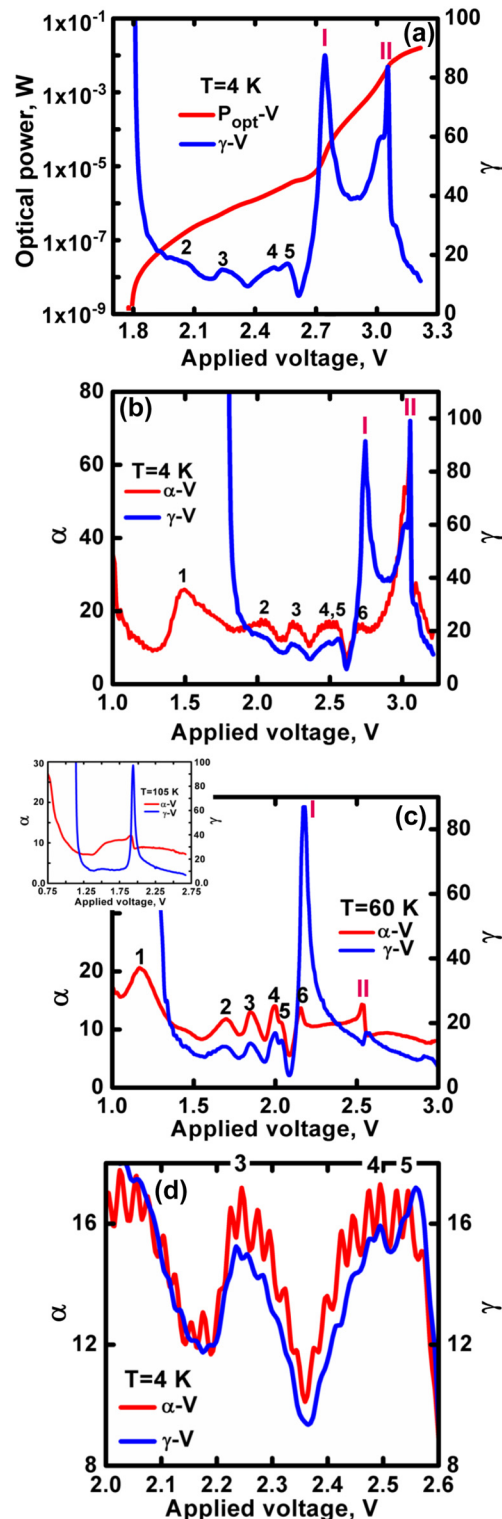 (a)
I II
T=4 K
P_opt-V
γ-V
2 3 4 5
Optical power, W
1x10^-1
1x10^-3
1x10^-5
1x10^-7
1x10^-9
100
80
60
40
20
0
γ
1.8 2.1 2.4 2.7 3.0 3.3
Applied voltage, V
(b)
I II
T=4 K
α-V
γ-V
1 2 3 4,5 6
α
80
60
40
20
0
100
80
60
40
20
0
γ
1.0 1.5 2.0 2.5 3.0
Applied voltage, V
T=105 K
α-V
γ-V
α
30
20
10
0.0
100
80
60
40
20
0.0
γ
0.75 1.25 1.75 2.25 2.75
Applied voltage, V
(c)
I
II
T=60 K
α-V
γ-V
1 2 3 4 5 6
α
20
10
0
80
60
40
20
0
γ
1.0 1.5 2.0 2.5 3.0
Applied voltage, V
(d)
3 4 5
T=4 K
α-V
γ-V
α
16
12
8
16
12
8
γ
2.0 2.1 2.2 2.3 2.4 2.5 2.6
Applied voltage, V